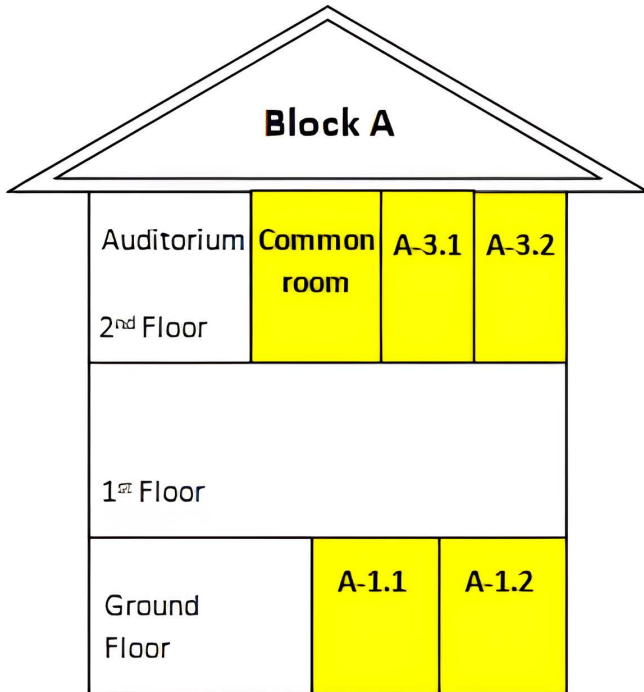 Block A
Auditorium
Common room
A-3.1
A-3.2
2nd Floor
1st Floor
A-1.1
A-1.2
Ground
Floor